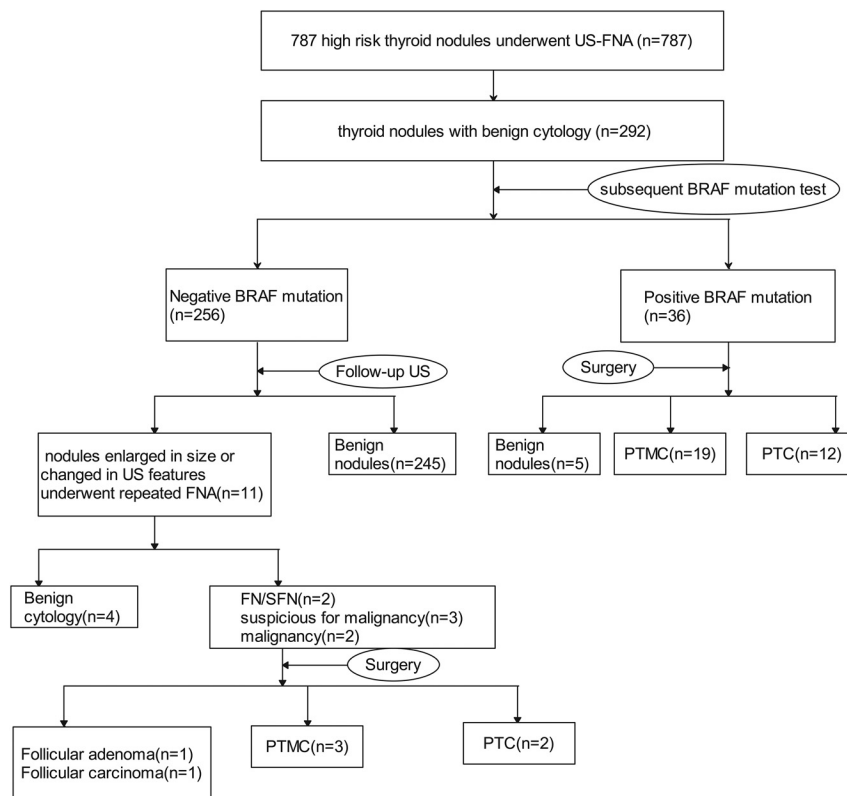 787 high risk thyroid nodules underwent US-FNA (n=787)
thyroid nodules with benign cytology (n=292)
subsequent BRAF mutation test
Negative BRAF mutation
(n=256)
Positive BRAF mutation
(n=36)
Follow-up US
Surgery
nodules enlarged in size or
changed in US features
underwent repeated FNA(n=11)
Benign
nodules(n=245)
Benign
nodules(n=5)
PTMC(n=19)
PTC(n=12)
Benign
cytology(n=4)
FN/SFN(n=2)
suspicious for malignancy(n=3)
malignancy(n=2)
Surgery
Follicular adenoma(n=1)
Follicular carcinoma(n=1)
PTMC(n=3)
PTC(n=2)